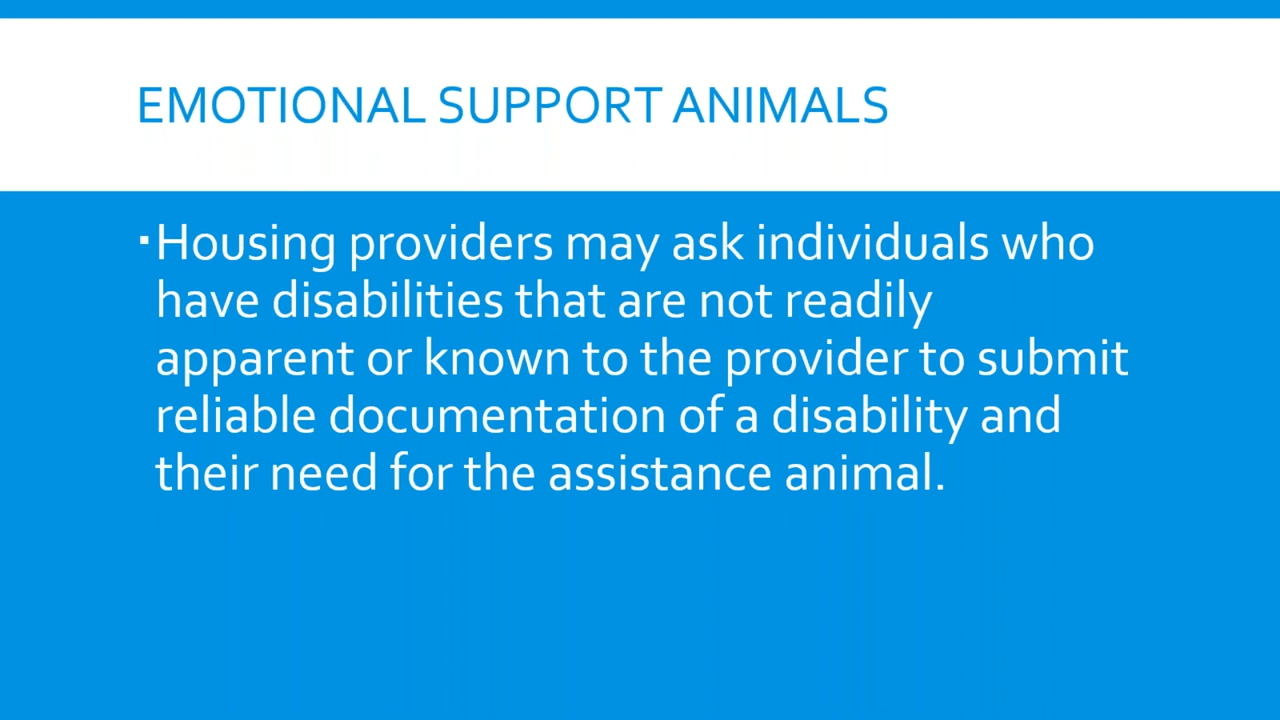 EMOTIONAL SUPPORT ANIMALS
▪Housing providers may ask individuals who
have disabilities that are not readily
apparent or known to the provider to submit
reliable documentation of a disability and
their need for the assistance animal.